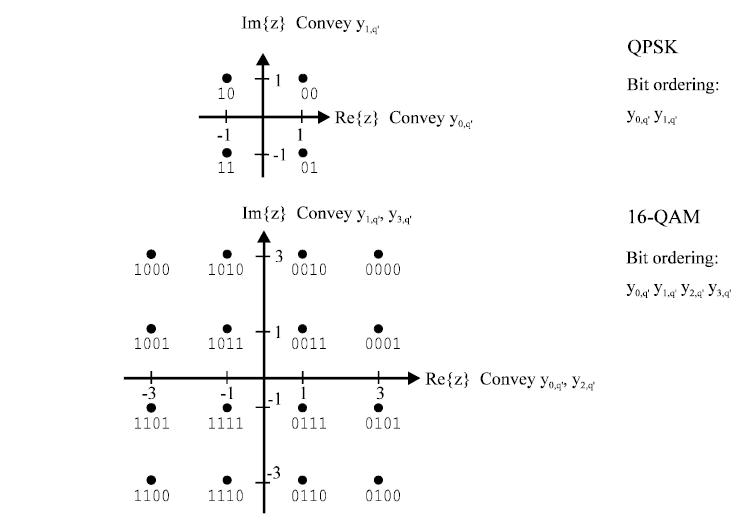 Im{z} Convey y1,q'
QPSK
1
10 00
Bit ordering:
Re{z} Convey y0,q'
y0,q' y1,q'
-1 1
-1
11 01
Im{z} Convey y1,q', y3,q'
16-QAM
3
1000 1010 0010 0000
Bit ordering:
y0,q' y1,q' y2,q' y3,q'
1
1001 1011 0011 0001
Re{z} Convey y0,q', y2,q'
-3 -1 1 3
-1
1101 1111 0111 0101
-3
1100 1110 0110 0100